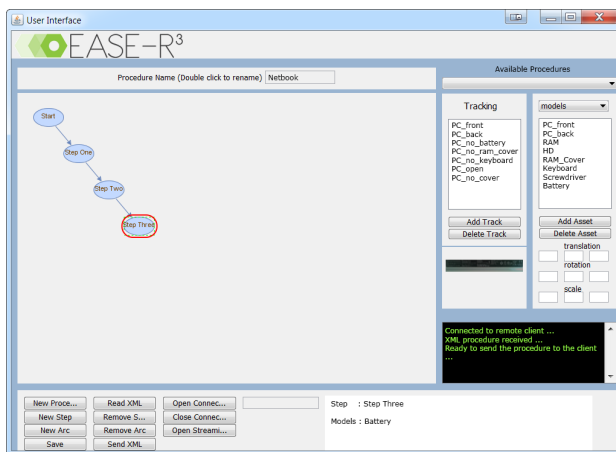 User Interface
EASE-R³
Procedure Name (Double click to rename) Netbook
Available Procedures
Start
Step One
Step Two
Step Three
Tracking
PC_front
PC_back
PC_no_battery
PC_no_ram_cover
PC_no_keyboard
PC_open
PC_no_cover
Add Track
Delete Track
models
PC_front
PC_back
RAM
HD
RAM_Cover
Keyboard
Screwdriver
Battery
Add Asset
Delete Asset
translation
rotation
scale
Connected to remote client ...
XML procedure received ...
Ready to send the procedure to the client
...
New Proce... Read XML Open Connec...
New Step Remove S... Close Connec...
New Arc Remove Arc Open Streami...
Save Send XML
Step : Step Three
Models : Battery